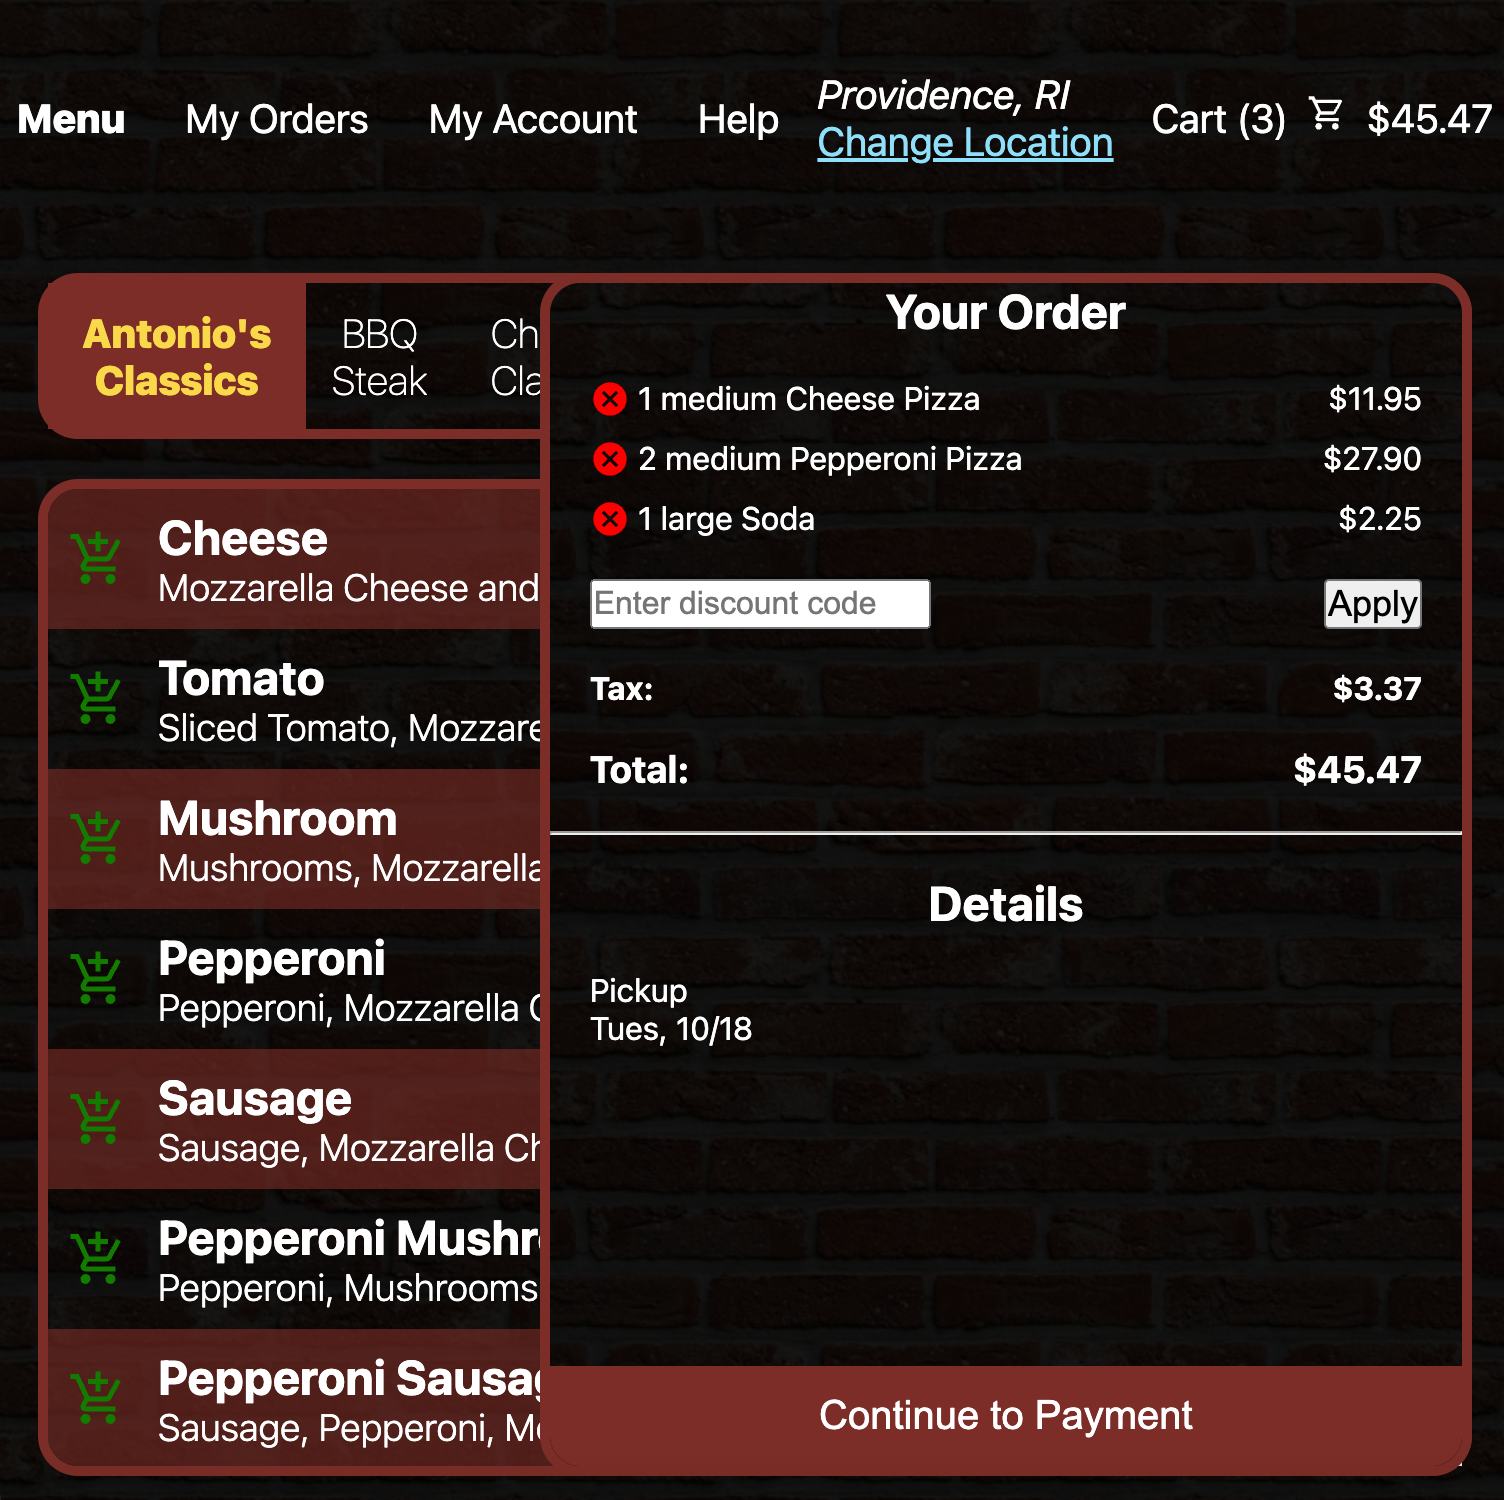 Menu
My Orders
My Account
Help
Providence, RI
Change Location
Cart (3)
$45.47
Antonio's
Classics
BBQ
Steak
Ch
Cla
Cheese
Mozzarella Cheese and
Tomato
Sliced Tomato, Mozzare
Mushroom
Mushrooms, Mozzarella
Pepperoni
Pepperoni, Mozzarella C
Sausage
Sausage, Mozzarella Ch
Pepperoni Mushr
Pepperoni, Mushrooms
Pepperoni Sausag
Sausage, Pepperoni, Mo
Your Order
1 medium Cheese Pizza $11.95
2 medium Pepperoni Pizza $27.90
1 large Soda $2.25
Enter discount code Apply
Tax: $3.37
Total: $45.47
Details
Pickup
Tues, 10/18
Continue to Payment